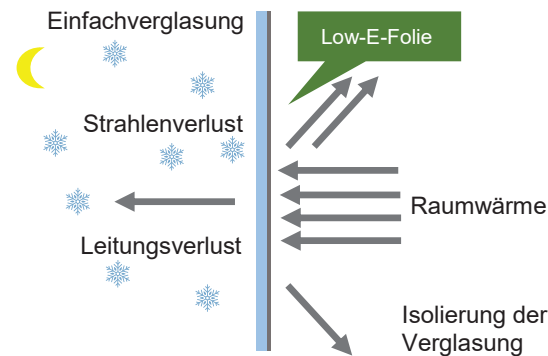 Einfachverglasung
Low-E-Folie
Strahlenverlust
Raumwärme
Leitungsverlust
Isolierung der
Verglasung